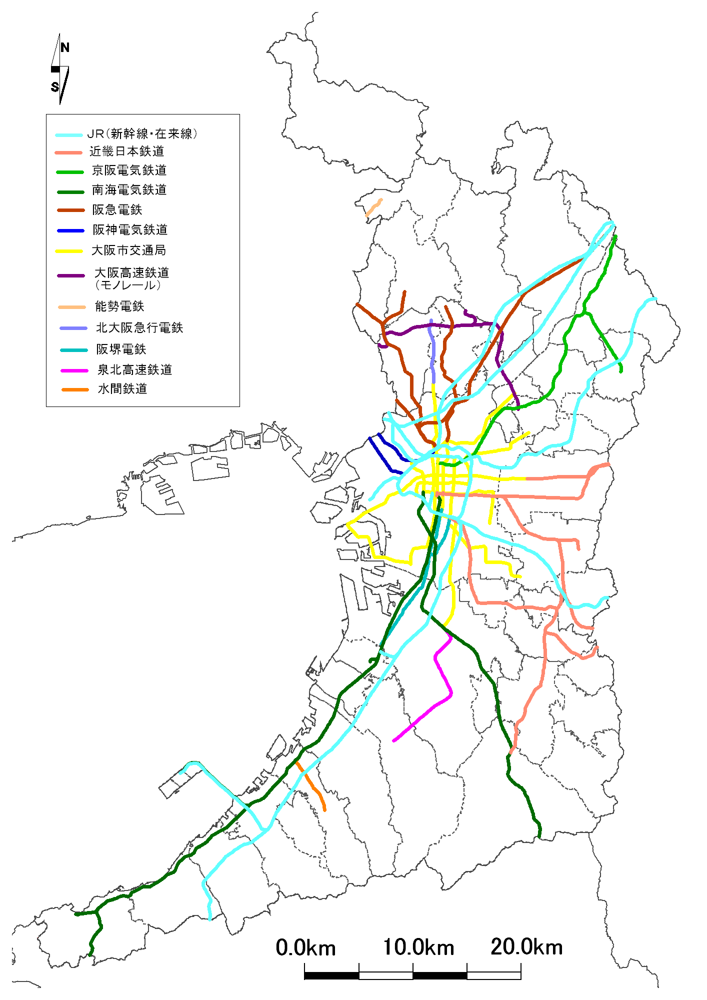 N
S
ＪＲ（新幹線・在来線）
近畿日本鉄道
京阪電気鉄道
南海電気鉄道
阪急電鉄
阪神電気鉄道
大阪市交通局
大阪高速鉄道
（モノレール）
能勢電鉄
北大阪急行電鉄
阪堺電鉄
泉北高速鉄道
水間鉄道
0.0km 10.0km 20.0km